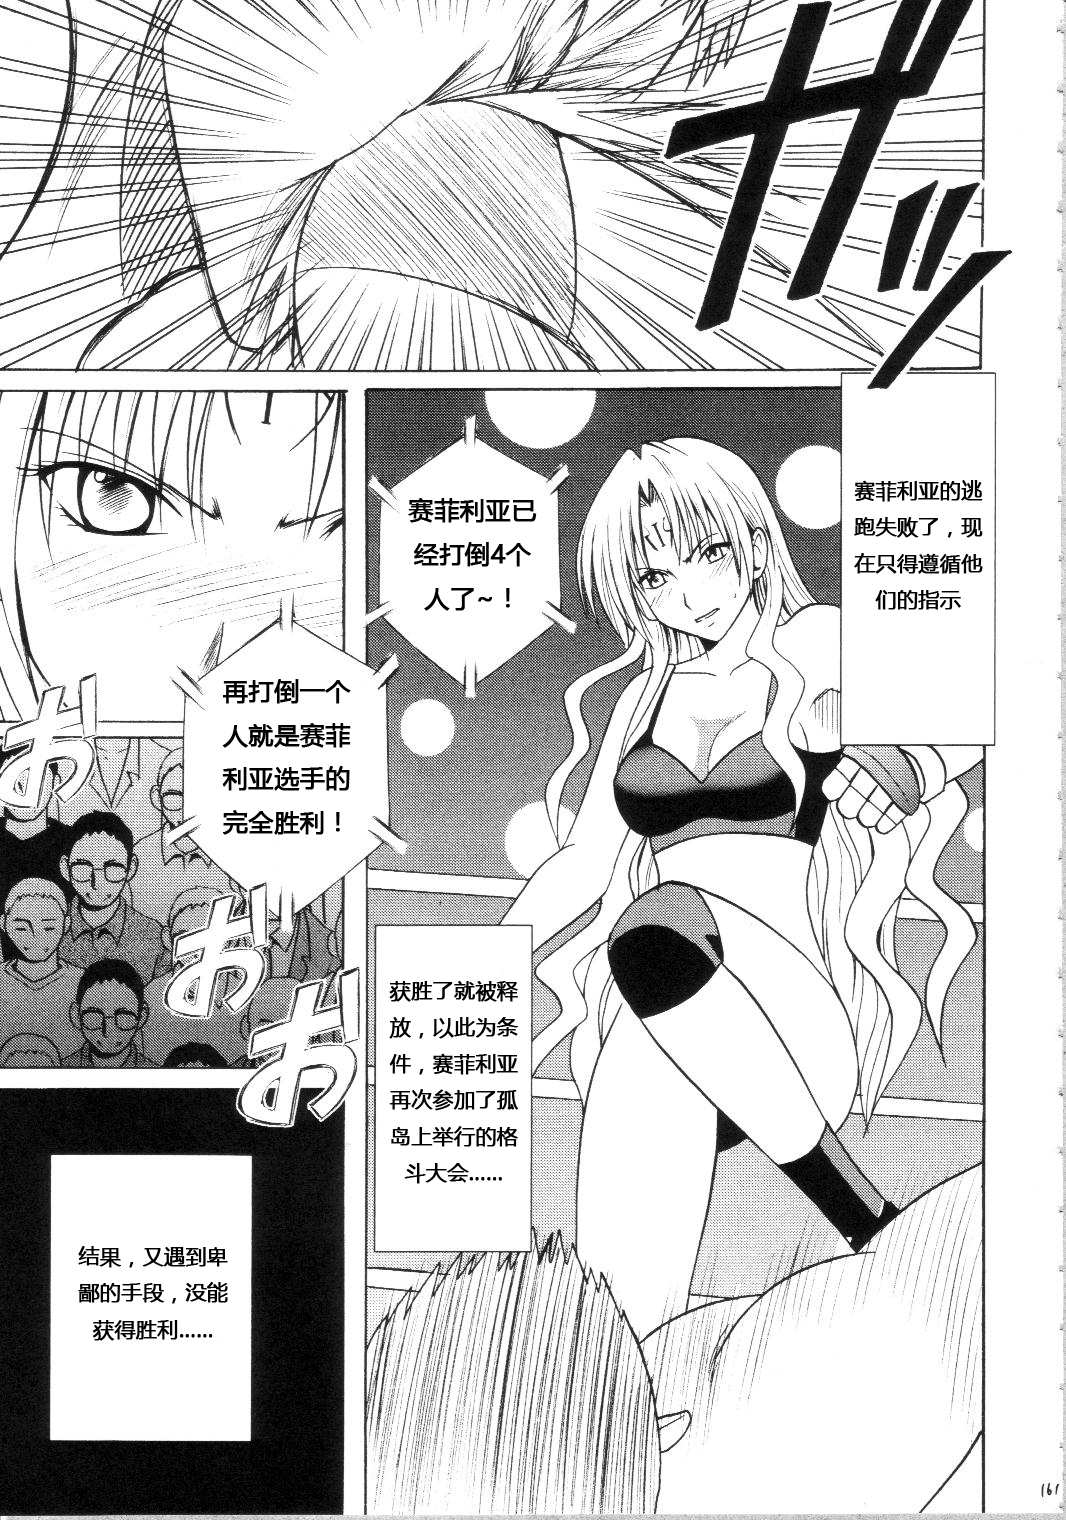 ガガッ
赛菲利亚的逃
跑失败了，现
在只得遵循他
们的指示
赛菲利亚已
经打倒4个
人了~！
获胜了就被释
放，以此为条
件，赛菲利亚
再次参加了孤
岛上举行的格
斗大会……
再打倒一个
人就是赛菲
利亚选手的
完全胜利！
お
お
お
结果，又遇到卑
鄙的手段，没能
获得胜利……
161